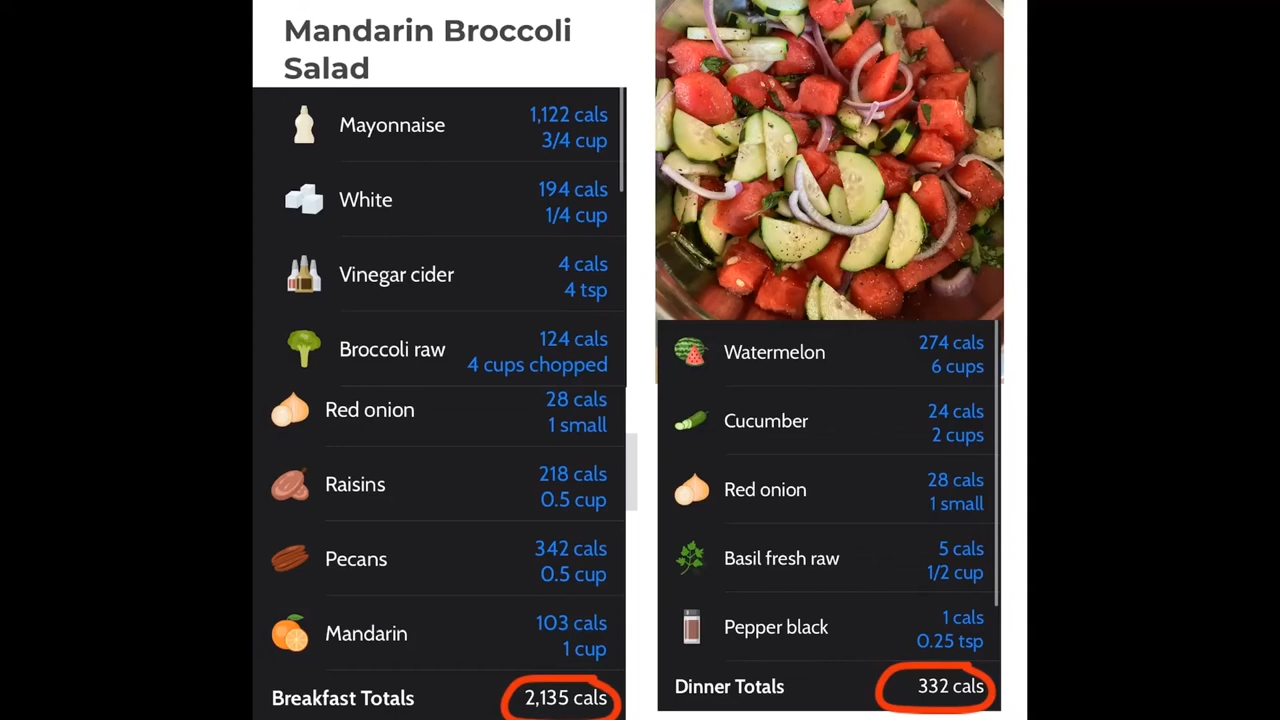 Mandarin Broccoli
Salad
Mayonnaise
1,122 cals
3/4 cup
White
194 cals
1/4 cup
Vinegar cider
4 cals
4 tsp
Broccoli raw
124 cals
4 cups chopped
Red onion
28 cals
1 small
Raisins
218 cals
0.5 cup
Pecans
342 cals
0.5 cup
Mandarin
103 cals
1 cup
Breakfast Totals
2,135 cals
Watermelon
274 cals
6 cups
Cucumber
24 cals
2 cups
Red onion
28 cals
1 small
Basil fresh raw
5 cals
1/2 cup
Pepper black
1 cals
0.25 tsp
Dinner Totals
332 cals